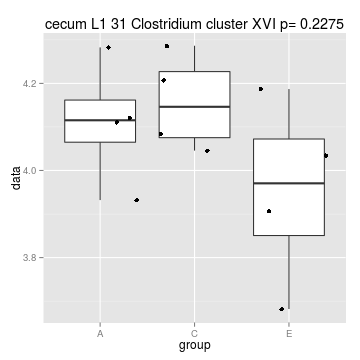 cecum L1 31 Clostridium cluster XVI p= 0.2275
data
4.2
4.0
3.8
A C E
group